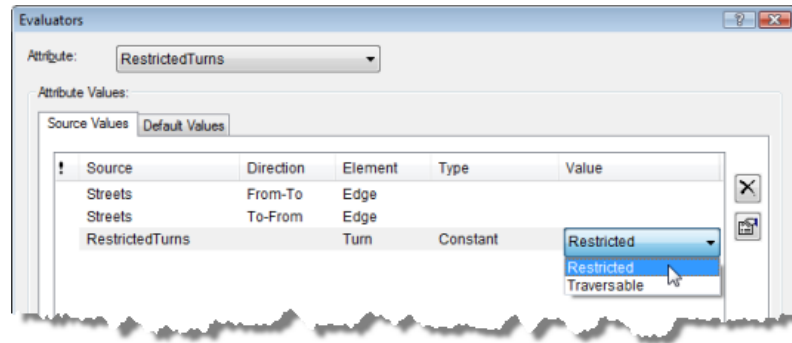 Evaluators
Attribute: RestrictedTurns
Attribute Values:
Source Values Default Values
! Source Direction Element Type Value
Streets From-To Edge
Streets To-From Edge
RestrictedTurns Turn Constant Restricted
Restricted
Traversable